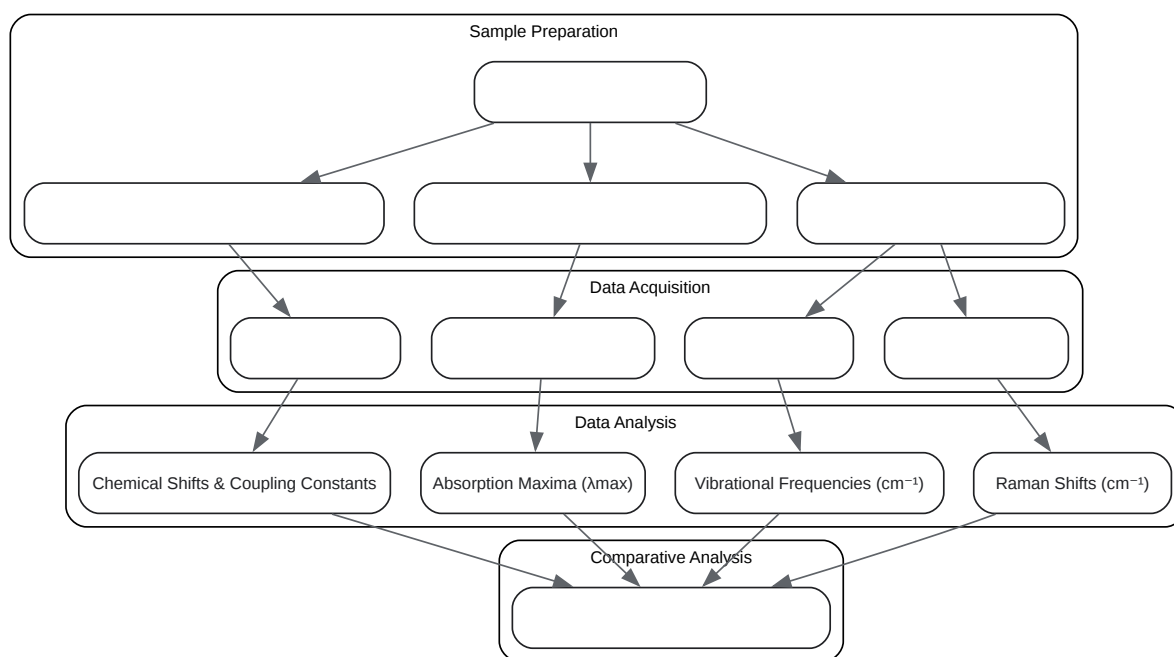 Sample Preparation
Data Acquisition
Data Analysis
Chemical Shifts & Coupling Constants
Absorption Maxima (λmax)
Vibrational Frequencies (cm⁻¹)
Raman Shifts (cm⁻¹)
Comparative Analysis